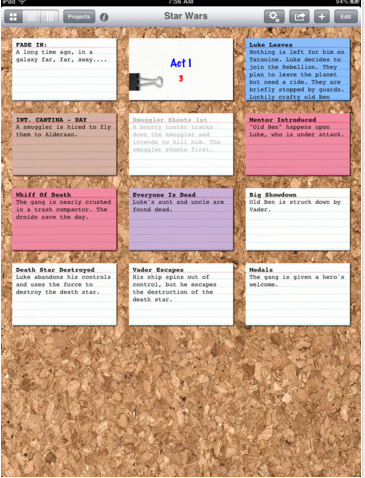 iPad
7:56 AM
94%
Projects
Star Wars
Edit
FADE IN:
A long time ago, in a
galaxy far, far, away....
Act 1
3
Luke Leaves
Nothing is left for him on
Tatooine. Luke decides to
join the Rebellion. They
plan to leave the planet
but need a ride. They are
briefly stopped by guards.
Luckily crafty old Ben
INT. CANTINA - DAY
A smuggler is hired to fly
them to Alderaan.
Smuggler Shoots 1st
A bounty hunter tracks
down the smuggler and
intends to kill him. The
smuggler shoots first.
Mentor Introduced
"Old Ben" happens upon
Luke, who is under attack.
Whiff Of Death
The gang is nearly crushed
in a trash compactor. The
droids save the day.
Everyone Is Dead
Luke's aunt and uncle are
found dead.
Big Showdown
Old Ben is struck down by
Vader.
Death Star Destroyed
Luke abandons his controls
and uses the force to
destroy the death star.
Vader Escapes
His ship spins out of
control, but he escapes
the destruction of the
death star.
Medals
The gang is given a hero's
welcome.